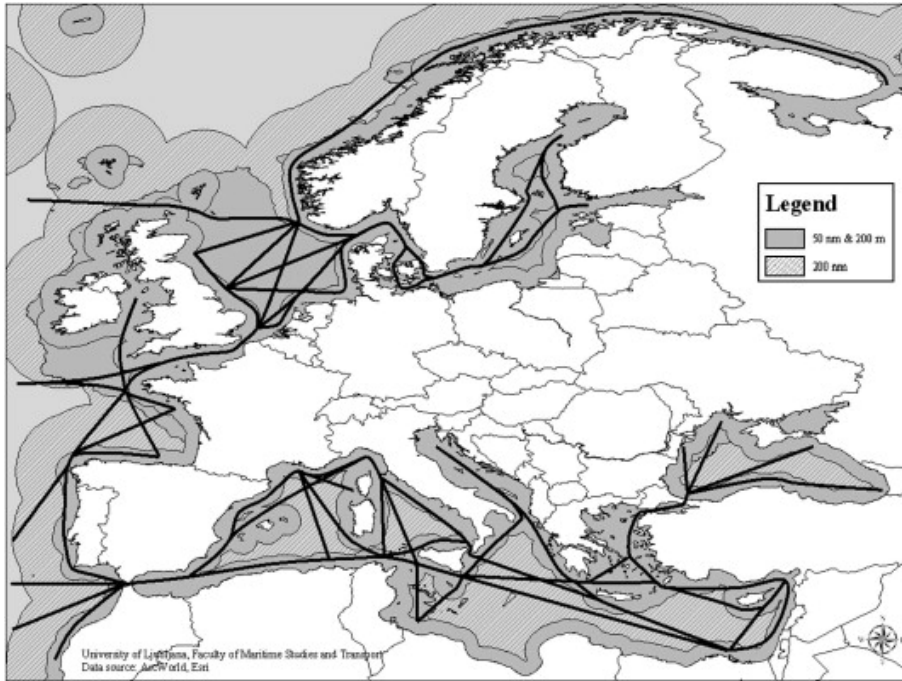 Legend
50 nm & 200 m
200 nm
University of Ljubljana, Faculty of Maritime Studies and Transport
Data source: ArcWorld, Esri